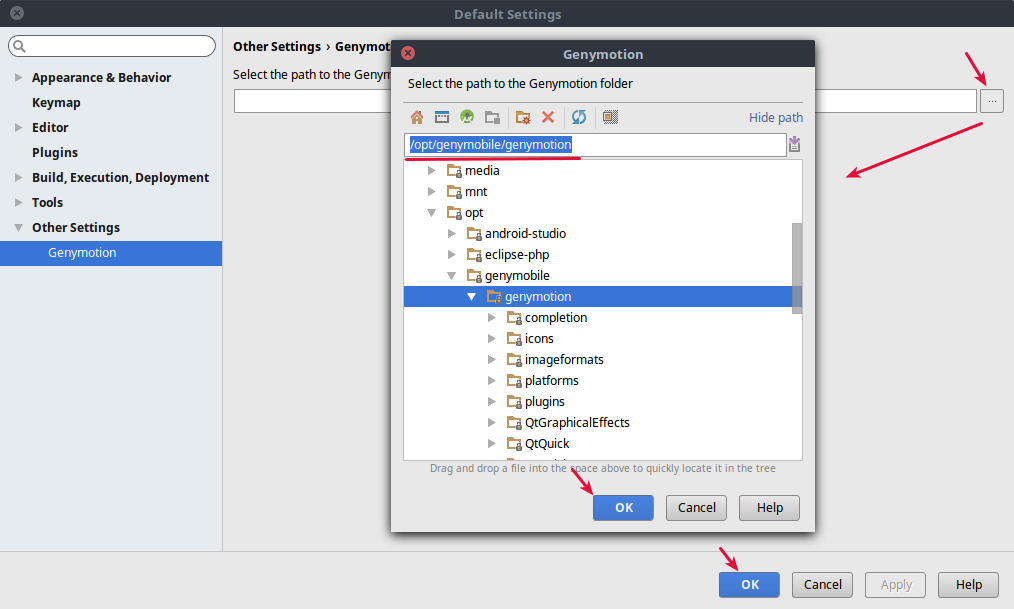 Default Settings
Other Settings › Genymot
Select the path to the Genym
...
Appearance & Behavior
Keymap
Editor
Plugins
Build, Execution, Deployment
Tools
Other Settings
Genymotion
Genymotion
Select the path to the Genymotion folder
Hide path
/opt/genymobile/genymotion
media
mnt
opt
android-studio
eclipse-php
genymobile
genymotion
completion
icons
imageformats
platforms
plugins
QtGraphicalEffects
QtQuick
Drag and drop a file into the space above to quickly locate it in the tree
OK Cancel Help
OK Cancel Apply Help